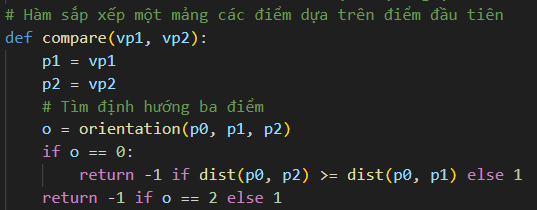 # Hàm sắp xếp một mảng các điểm dựa trên điểm đầu tiên
def compare(vp1, vp2):
    p1 = vp1
    p2 = vp2
    # Tìm định hướng ba điểm
    o = orientation(p0, p1, p2)
    if o == 0:
        return -1 if dist(p0, p2) >= dist(p0, p1) else 1
    return -1 if o == 2 else 1